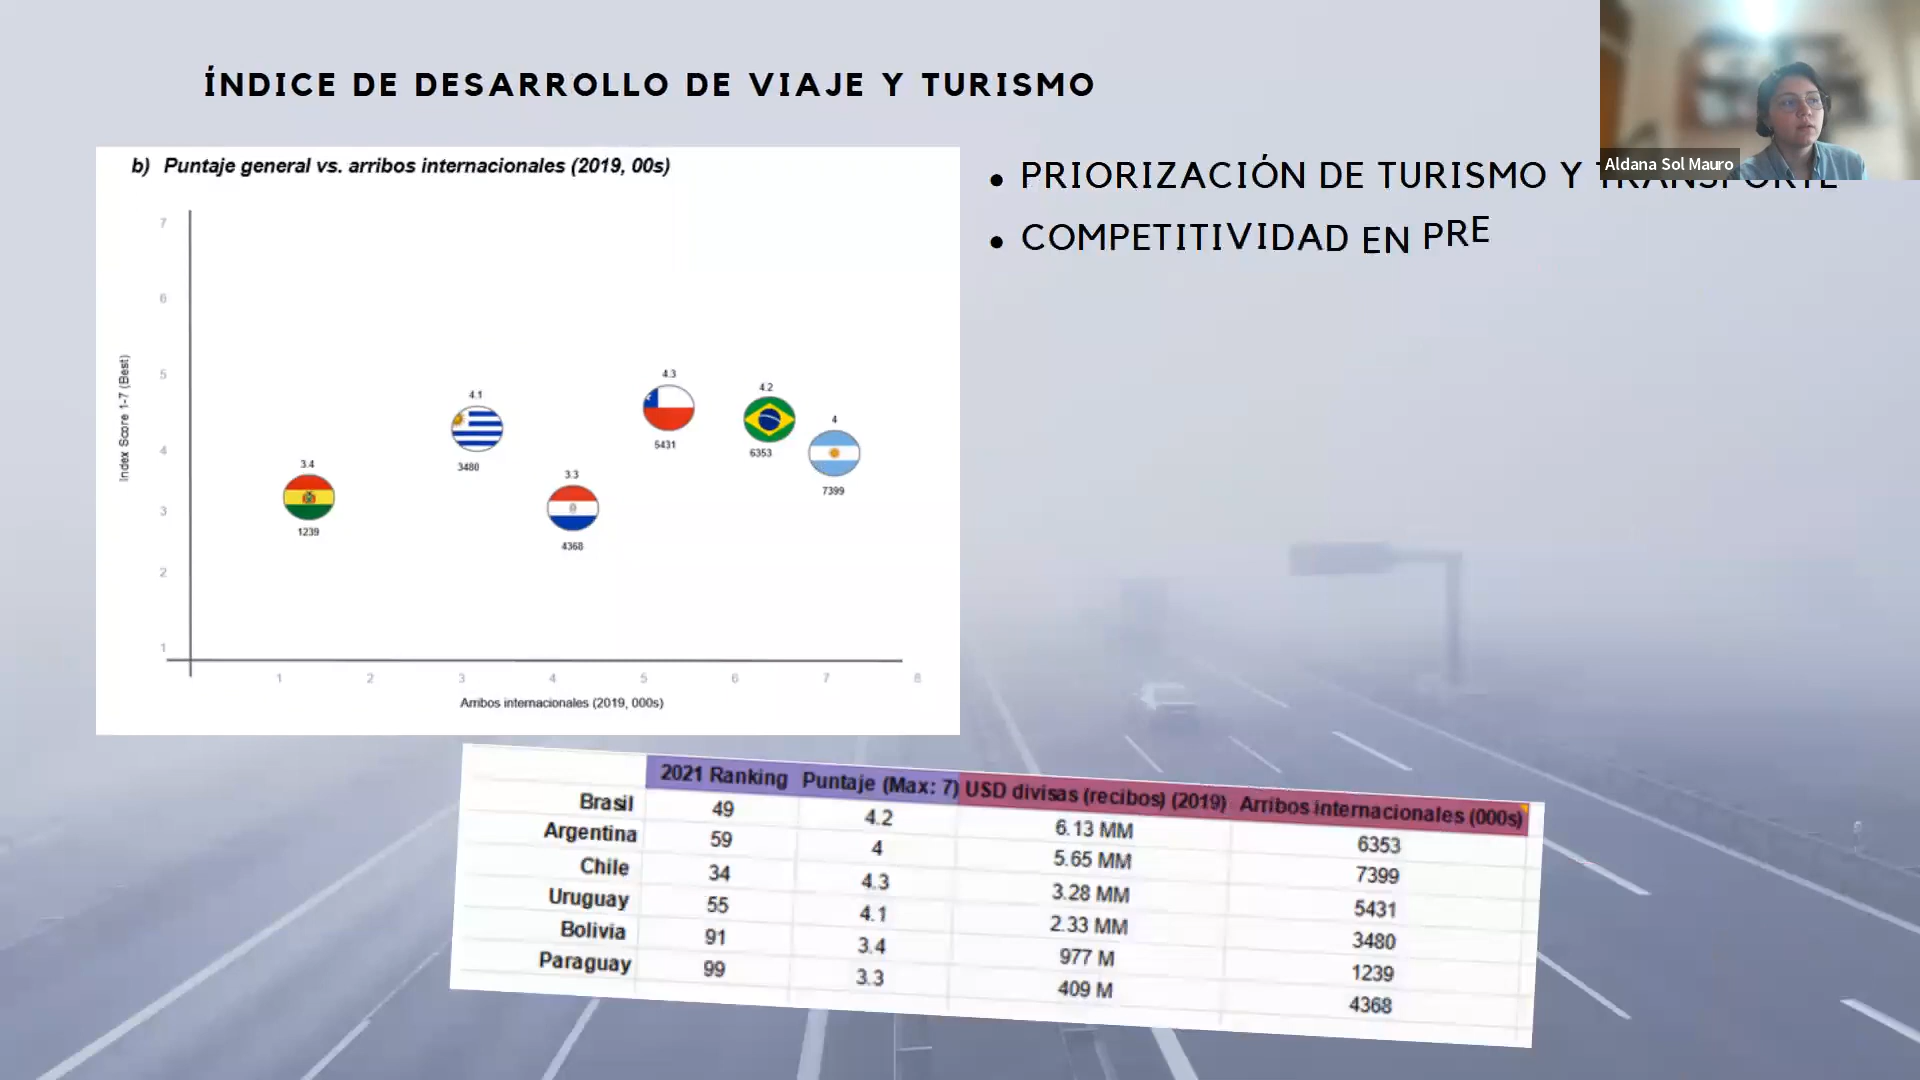 ÍNDICE DE DESARROLLO DE VIAJE Y TURISMO
Aldana Sol Mauro
b) Puntaje general vs. arribos internacionales (2019, 00s)
• PRIORIZACIÓN DE TURISMO Y TRANSPORTE
• COMPETITIVIDAD EN PRE
7
6
5
4
3
2
1
Index Score 1-7 (Best)
3.4
1239
4.1
3480
3.3
4368
4.3
5431
4.2
6353
4
7399
1 2 3 4 5 6 7 8
Arribos internacionales (2019, 000s)
2021 Ranking Puntaje (Max: 7) USD divisas (recibos) (2019) Arribos internacionales (000s)
Brasil 49 4.2 6.13 MM 6353
Argentina 59 4 5.65 MM 7399
Chile 34 4.3 3.28 MM 5431
Uruguay 55 4.1 2.33 MM 3480
Bolivia 91 3.4 977 M 1239
Paraguay 99 3.3 409 M 4368